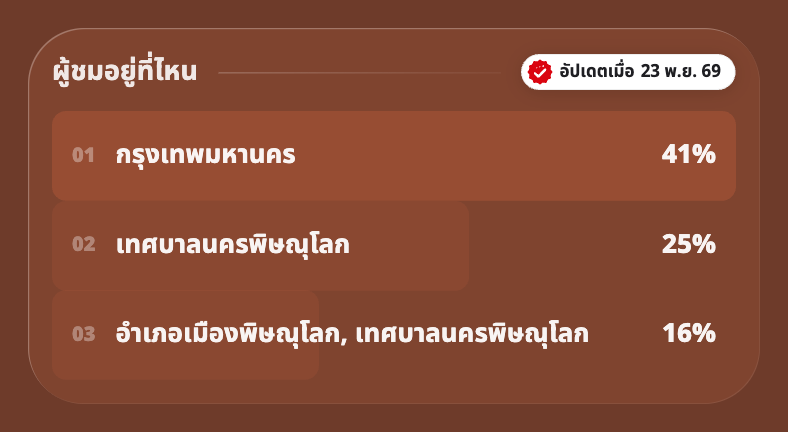 ผู้ชมอยู่ที่ไหน
อัปเดตเมื่อ 23 พ.ย. 69
01 กรุงเทพมหานคร 41%
02 เทศบาลนครพิษณุโลก 25%
03 อำเภอเมืองพิษณุโลก, เทศบาลนครพิษณุโลก 16%